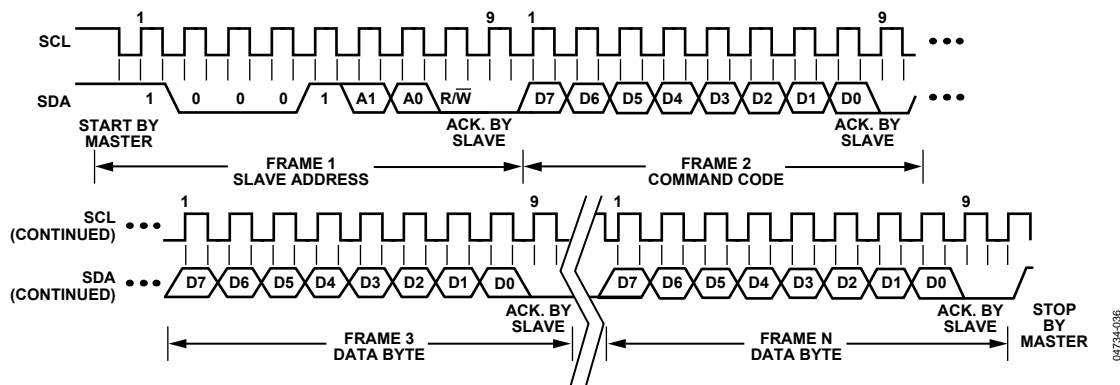 1 9 1 9
SCL
SDA 1 0 0 0 1 A1 A0 R/W̅ D7 D6 D5 D4 D3 D2 D1 D0
START BY
MASTER
ACK. BY
SLAVE
ACK. BY
SLAVE
FRAME 1
SLAVE ADDRESS
FRAME 2
COMMAND CODE
1 9 1 9
SCL
(CONTINUED)
SDA
(CONTINUED)
D7 D6 D5 D4 D3 D2 D1 D0 D7 D6 D5 D4 D3 D2 D1 D0
ACK. BY
SLAVE
ACK. BY
SLAVE
STOP
BY
MASTER
FRAME 3
DATA BYTE
FRAME N
DATA BYTE
04734-036